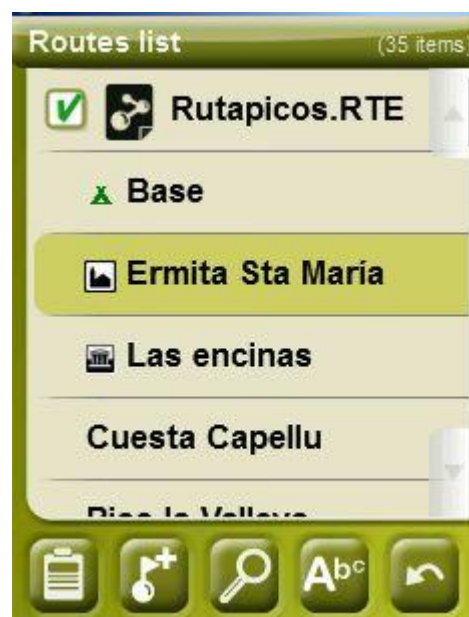 Routes list (35 items)
Rutapicos.RTE
Base
Ermita Sta María
Las encinas
Cuesta Capellu
Abc